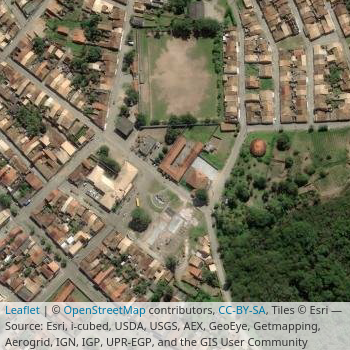 Leaflet | © OpenStreetMap contributors, CC-BY-SA, Tiles © Esri —
Source: Esri, i-cubed, USDA, USGS, AEX, GeoEye, Getmapping,
Aerogrid, IGN, IGP, UPR-EGP, and the GIS User Community